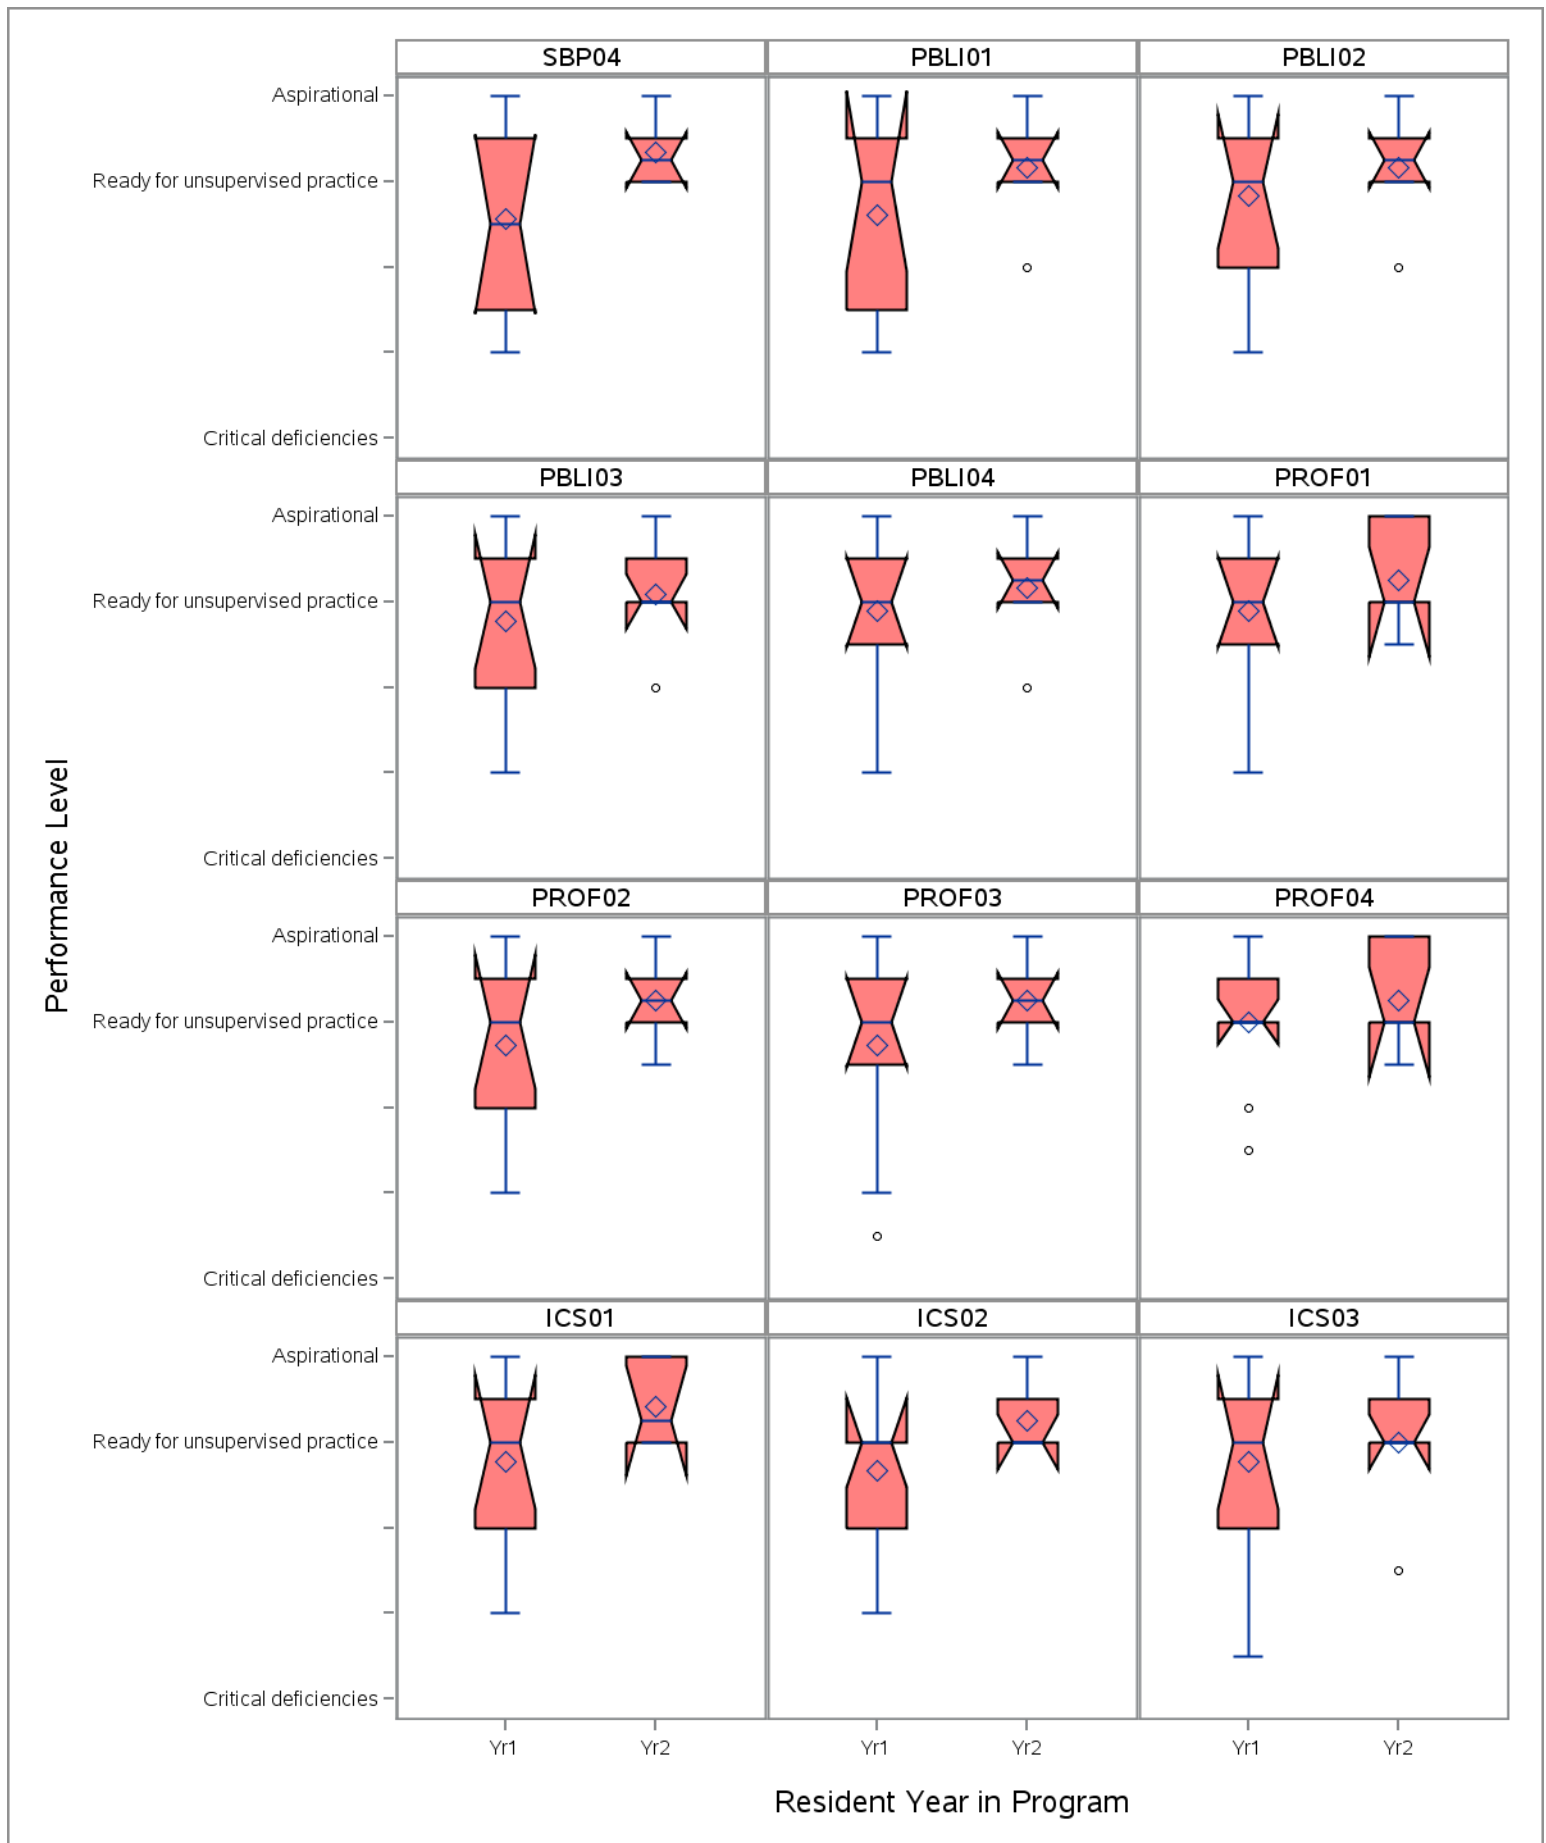 SBP04 PBLI01 PBLI02
Aspirational
Ready for unsupervised practice
Critical deficiencies
PBLI03 PBLI04 PROF01
Aspirational
Ready for unsupervised practice
Critical deficiencies
Performance Level
PROF02 PROF03 PROF04
Aspirational
Ready for unsupervised practice
Critical deficiencies
ICS01 ICS02 ICS03
Aspirational
Ready for unsupervised practice
Critical deficiencies
Yr1 Yr2 Yr1 Yr2 Yr1 Yr2
Resident Year in Program